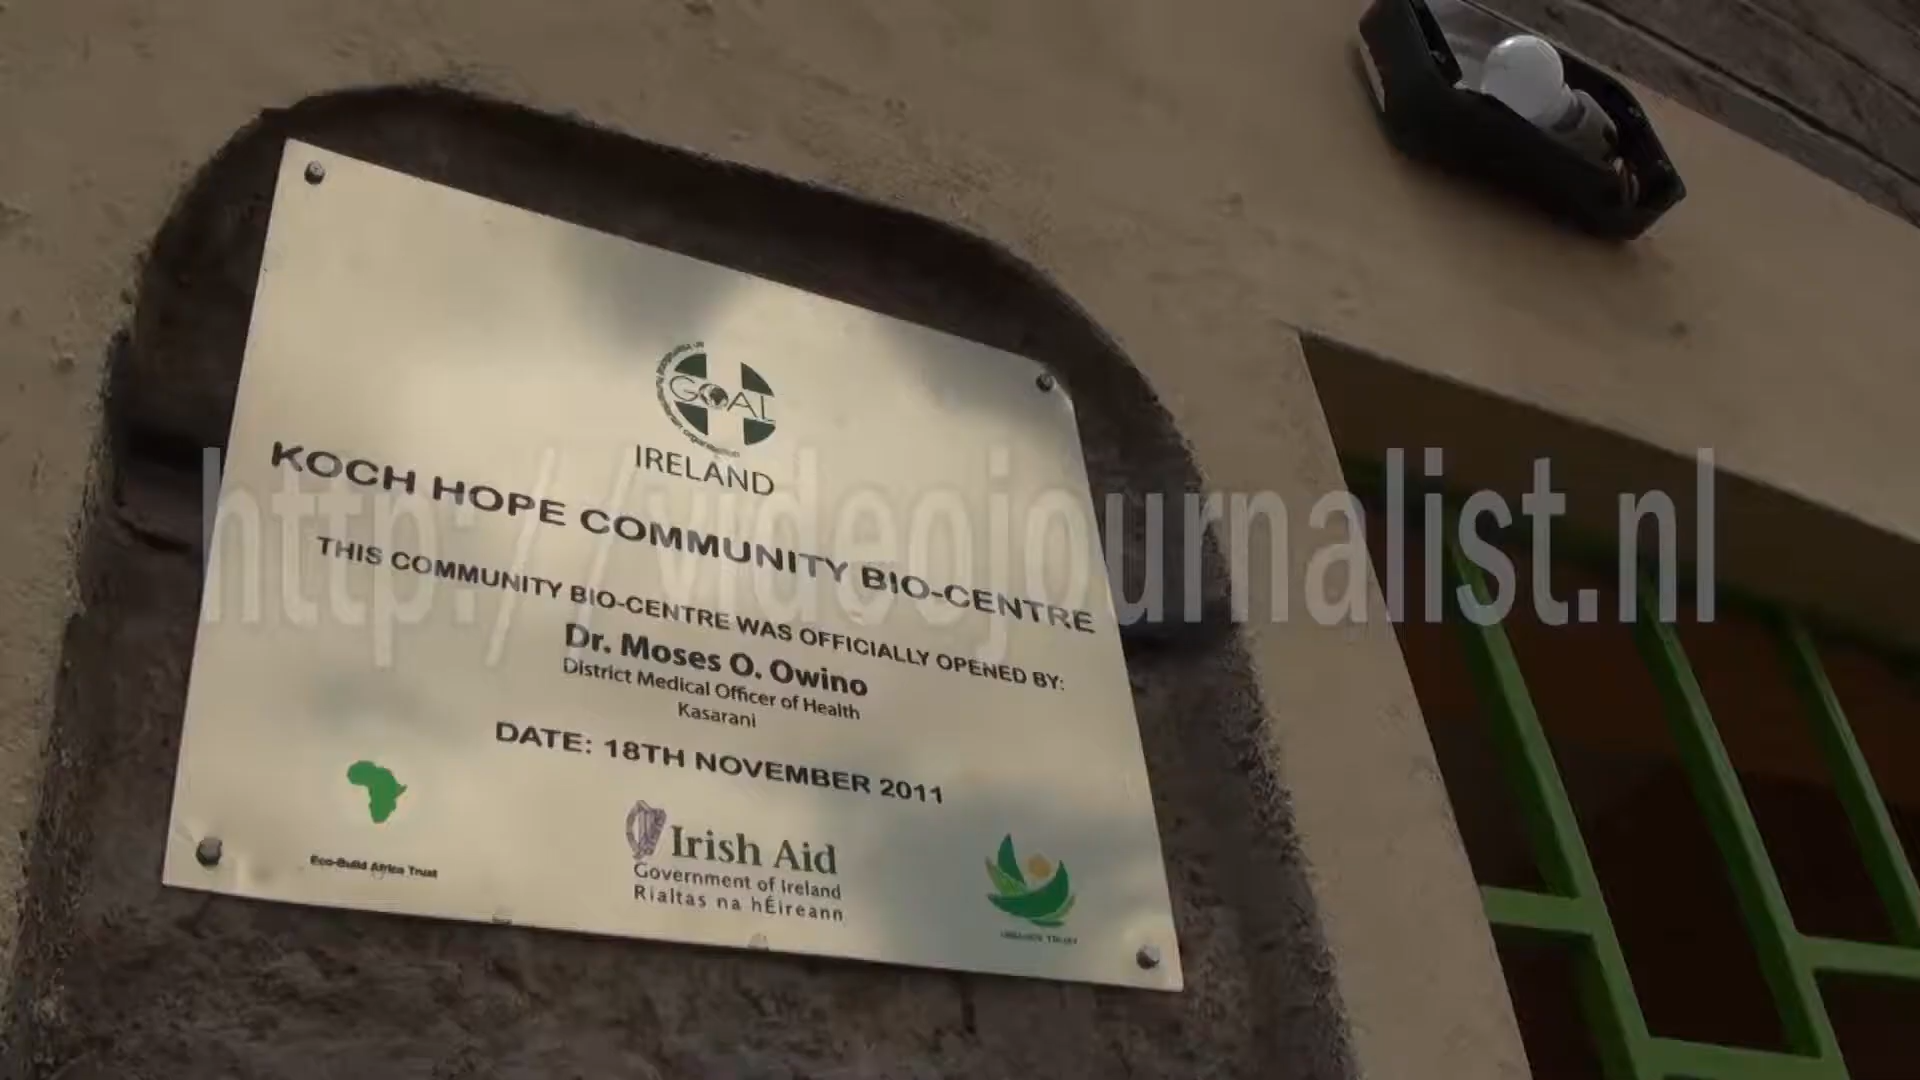 GOAL
IRELAND
KOCH HOPE COMMUNITY BIO-CENTRE
THIS COMMUNITY BIO-CENTRE WAS OFFICIALLY OPENED BY:
Dr. Moses O. Owino
District Medical Officer of Health
Kasarani
DATE: 18TH NOVEMBER 2011
Eco-Build Africa Trust
Irish Aid
Government of Ireland
Rialtas na hÉireann
TRUST
http://videojournalist.nl